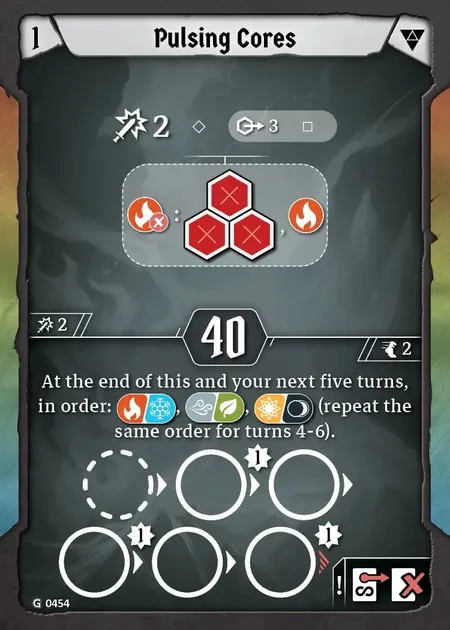 1
Pulsing Cores
2
3
: ,
2
40
2
At the end of this and your next five turns,
in order: , , (repeat the
same order for turns 4-6).
1
1 1
!
G 0454